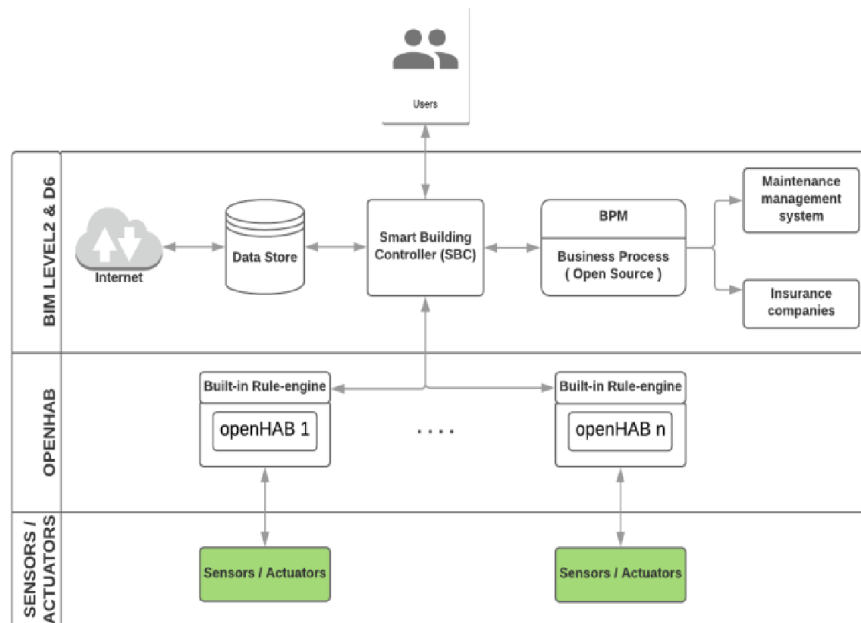 Users
BIM LEVEL2 & D6
Internet
Data Store
Smart Building
Controller (SBC)
BPM
Business Process
( Open Source )
Maintenance
management
system
Insurance
companies
OPENHAB
Built-in Rule-engine
openHAB 1
. . . .
Built-in Rule-engine
openHAB n
SENSORS /
ACTUATORS
Sensors / Actuators
Sensors / Actuators